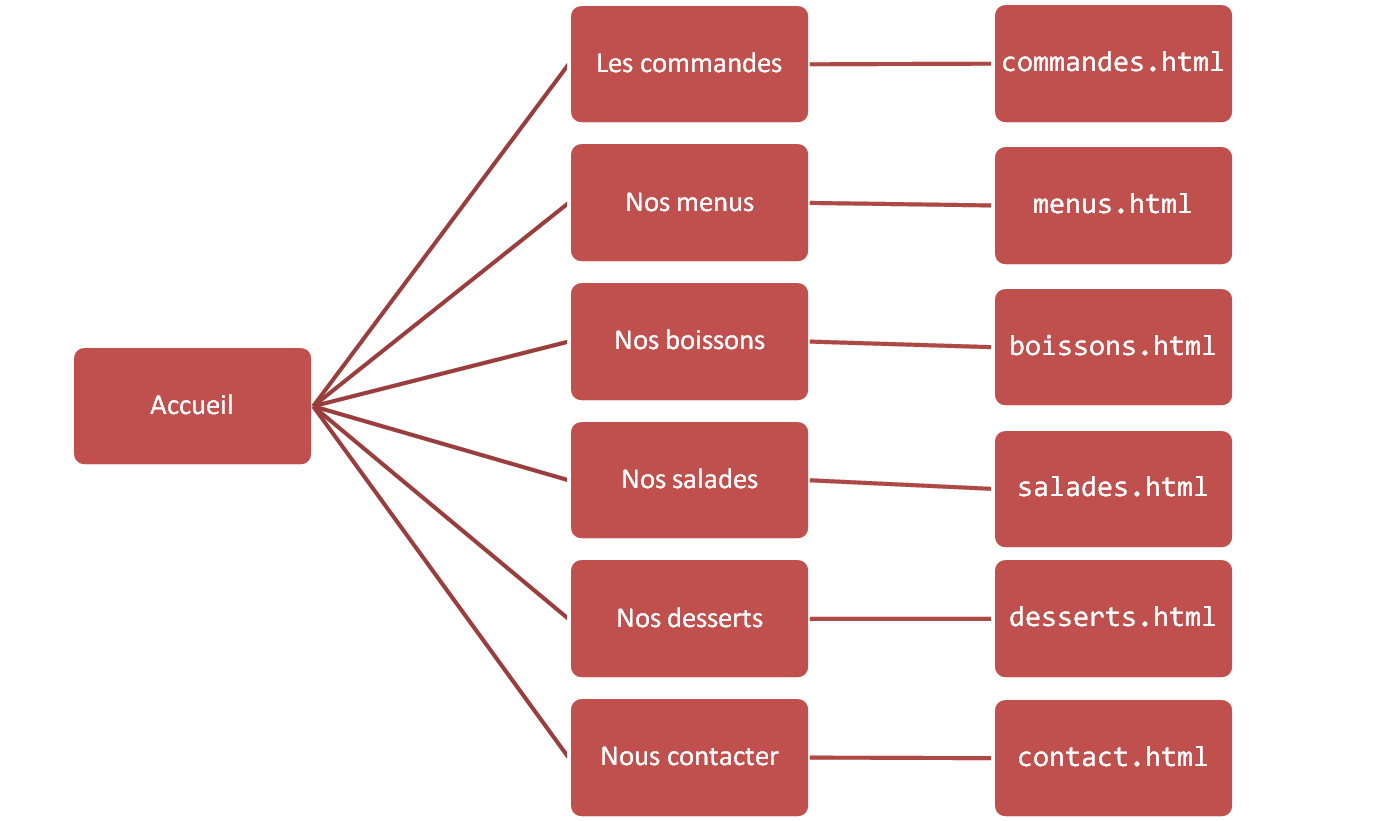 Accueil
Les commandes
commandes.html
Nos menus
menus.html
Nos boissons
boissons.html
Nos salades
salades.html
Nos desserts
desserts.html
Nous contacter
contact.html